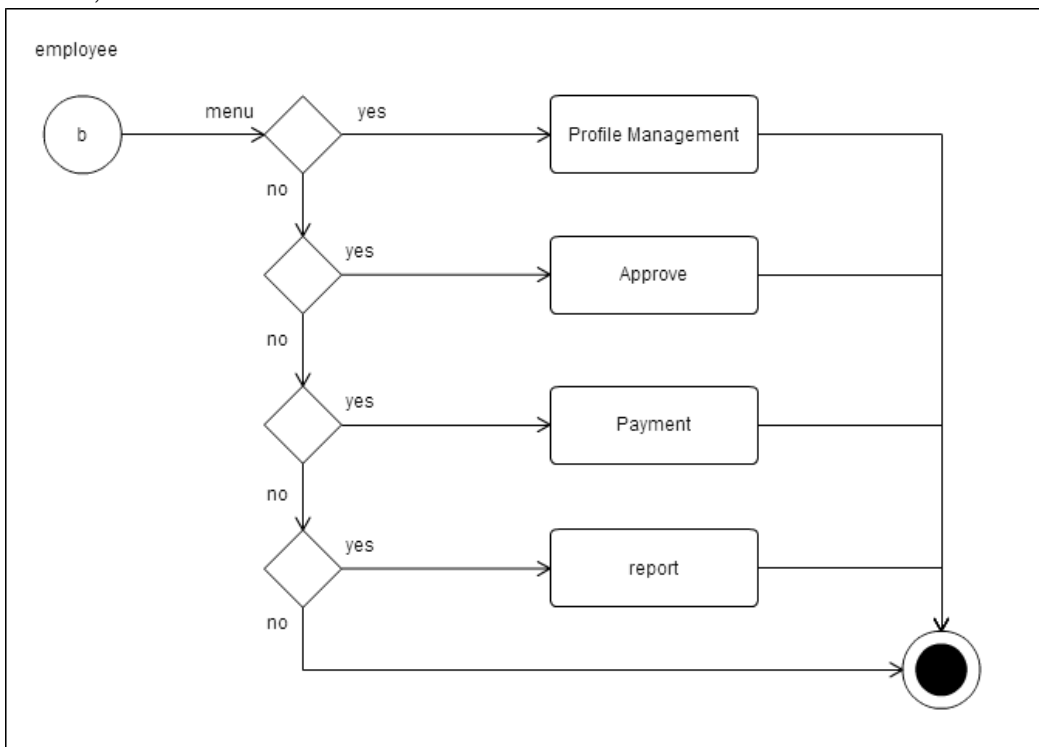 employee
b
menu
yes
Profile Management
no
yes
Approve
no
yes
Payment
no
yes
report
no